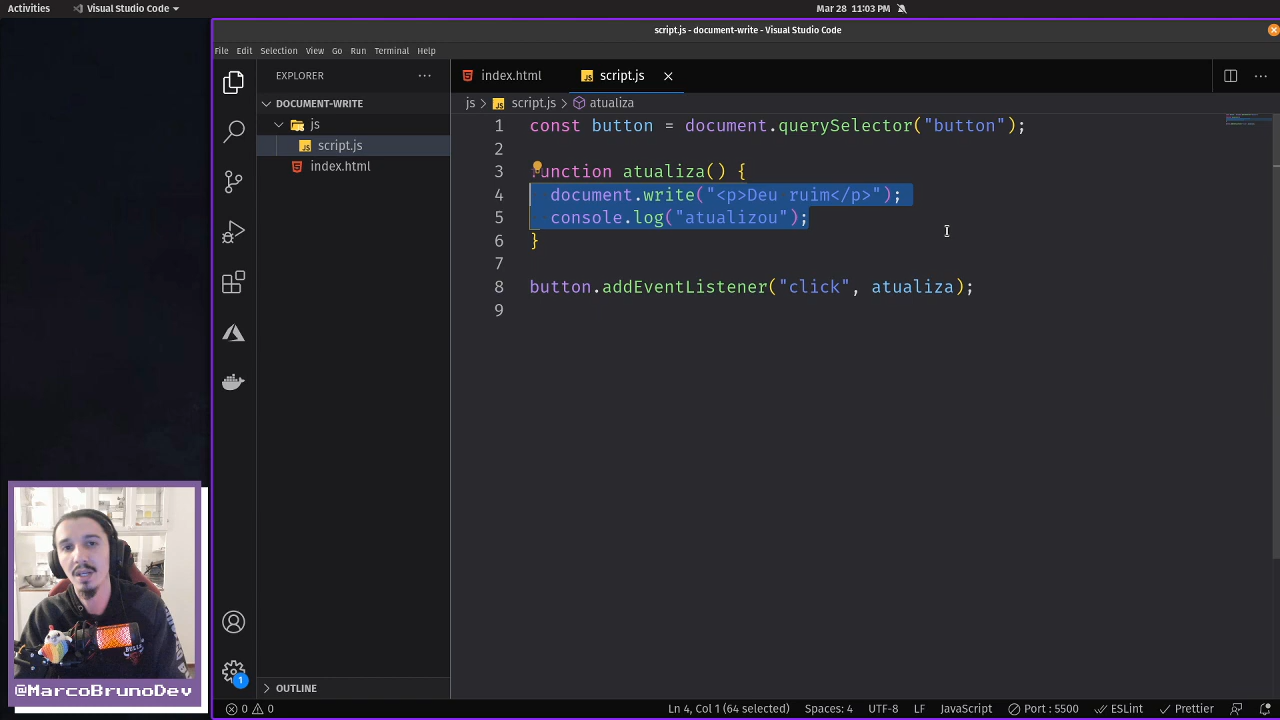 Activities
Visual Studio Code
Mar 28 11:03 PM
script.js - document-write - Visual Studio Code
File Edit Selection View Go Run Terminal Help
EXPLORER
DOCUMENT-WRITE
js
script.js
index.html
OUTLINE
index.html
script.js
js script.js atualiza
1 const button = document.querySelector("button");
2
3 function atualiza() {
4 document.write("<p>Deu ruim</p>");
5 console.log("atualizou");
6 }
7
8 button.addEventListener("click", atualiza);
9
@MarcoBrunoDev
1
0 0
Ln 4, Col 1 (64 selected) Spaces: 4 UTF-8 LF JavaScript Port : 5500 ESLint Prettier